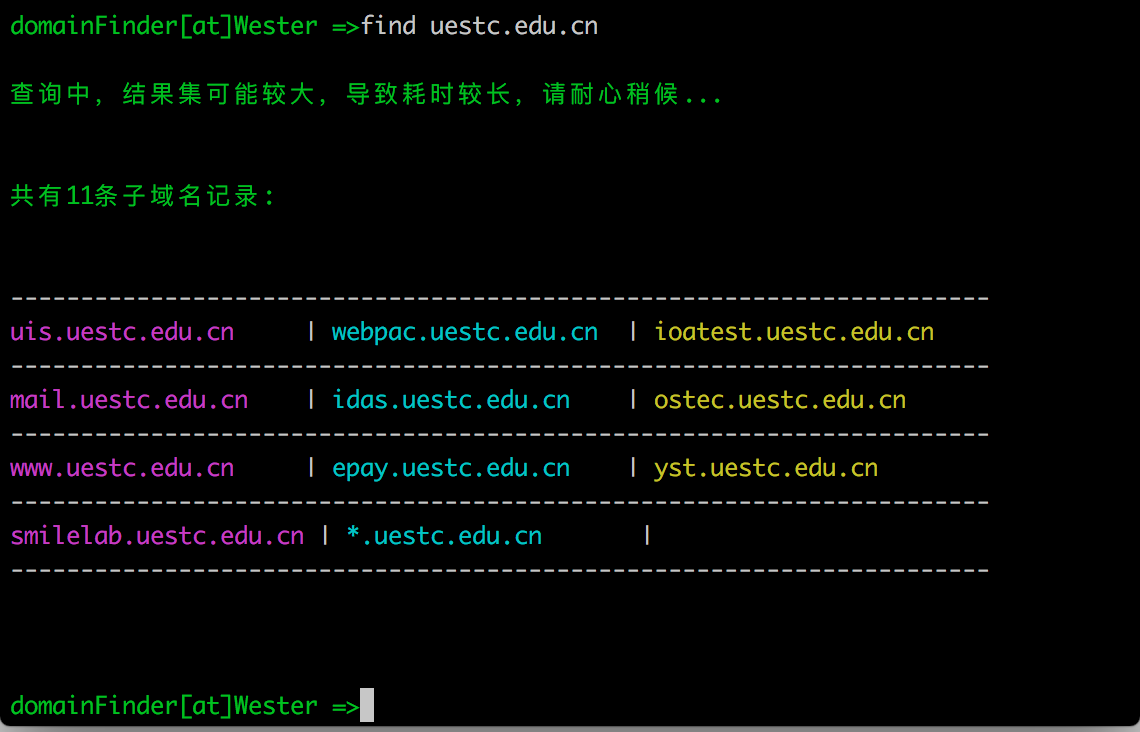 domainFinder[at]Wester =>find uestc.edu.cn
查询中, 结果集可能较大, 导致耗时较长, 请耐心稍候...
共有11条子域名记录:
----------------------------------------------------------------------
uis.uestc.edu.cn     | webpac.uestc.edu.cn  | ioatest.uestc.edu.cn
----------------------------------------------------------------------
mail.uestc.edu.cn    | idas.uestc.edu.cn    | ostec.uestc.edu.cn
----------------------------------------------------------------------
www.uestc.edu.cn     | epay.uestc.edu.cn    | yst.uestc.edu.cn
----------------------------------------------------------------------
smilelab.uestc.edu.cn | *.uestc.edu.cn       |
----------------------------------------------------------------------
domainFinder[at]Wester =>